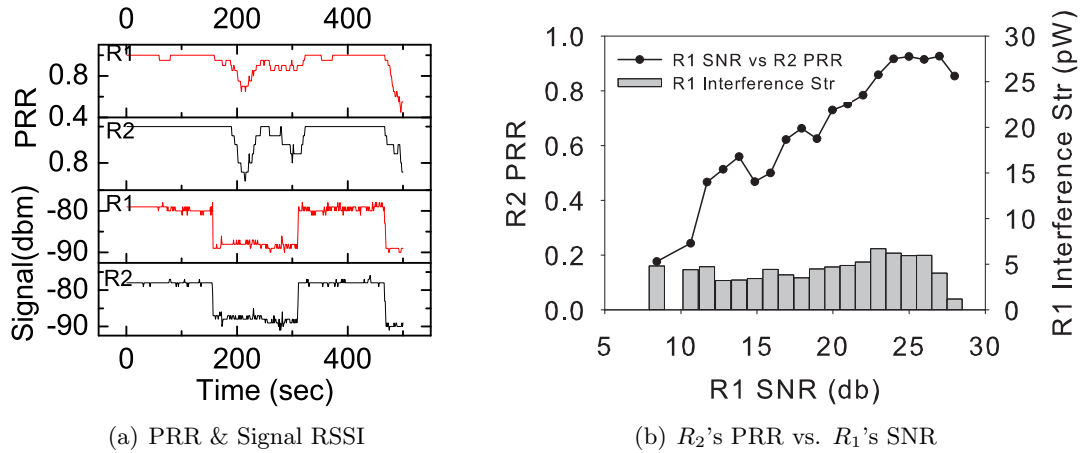 0 200 400
R1
0.8
0.4
PRR
R2
0.8
R1
-80
-90
Signal(dbm)
R2
-80
-90
0 200 400
Time (sec)
(a) PRR & Signal RSSI
1.0
0.8
0.6
0.4
0.2
0.0
R2 PRR
R1 SNR vs R2 PRR
R1 Interference Str
30
25
20
15
10
5
0
R1 Interference Str (pW)
5 10 15 20 25 30
R1 SNR (db)
(b) R2's PRR vs. R1's SNR